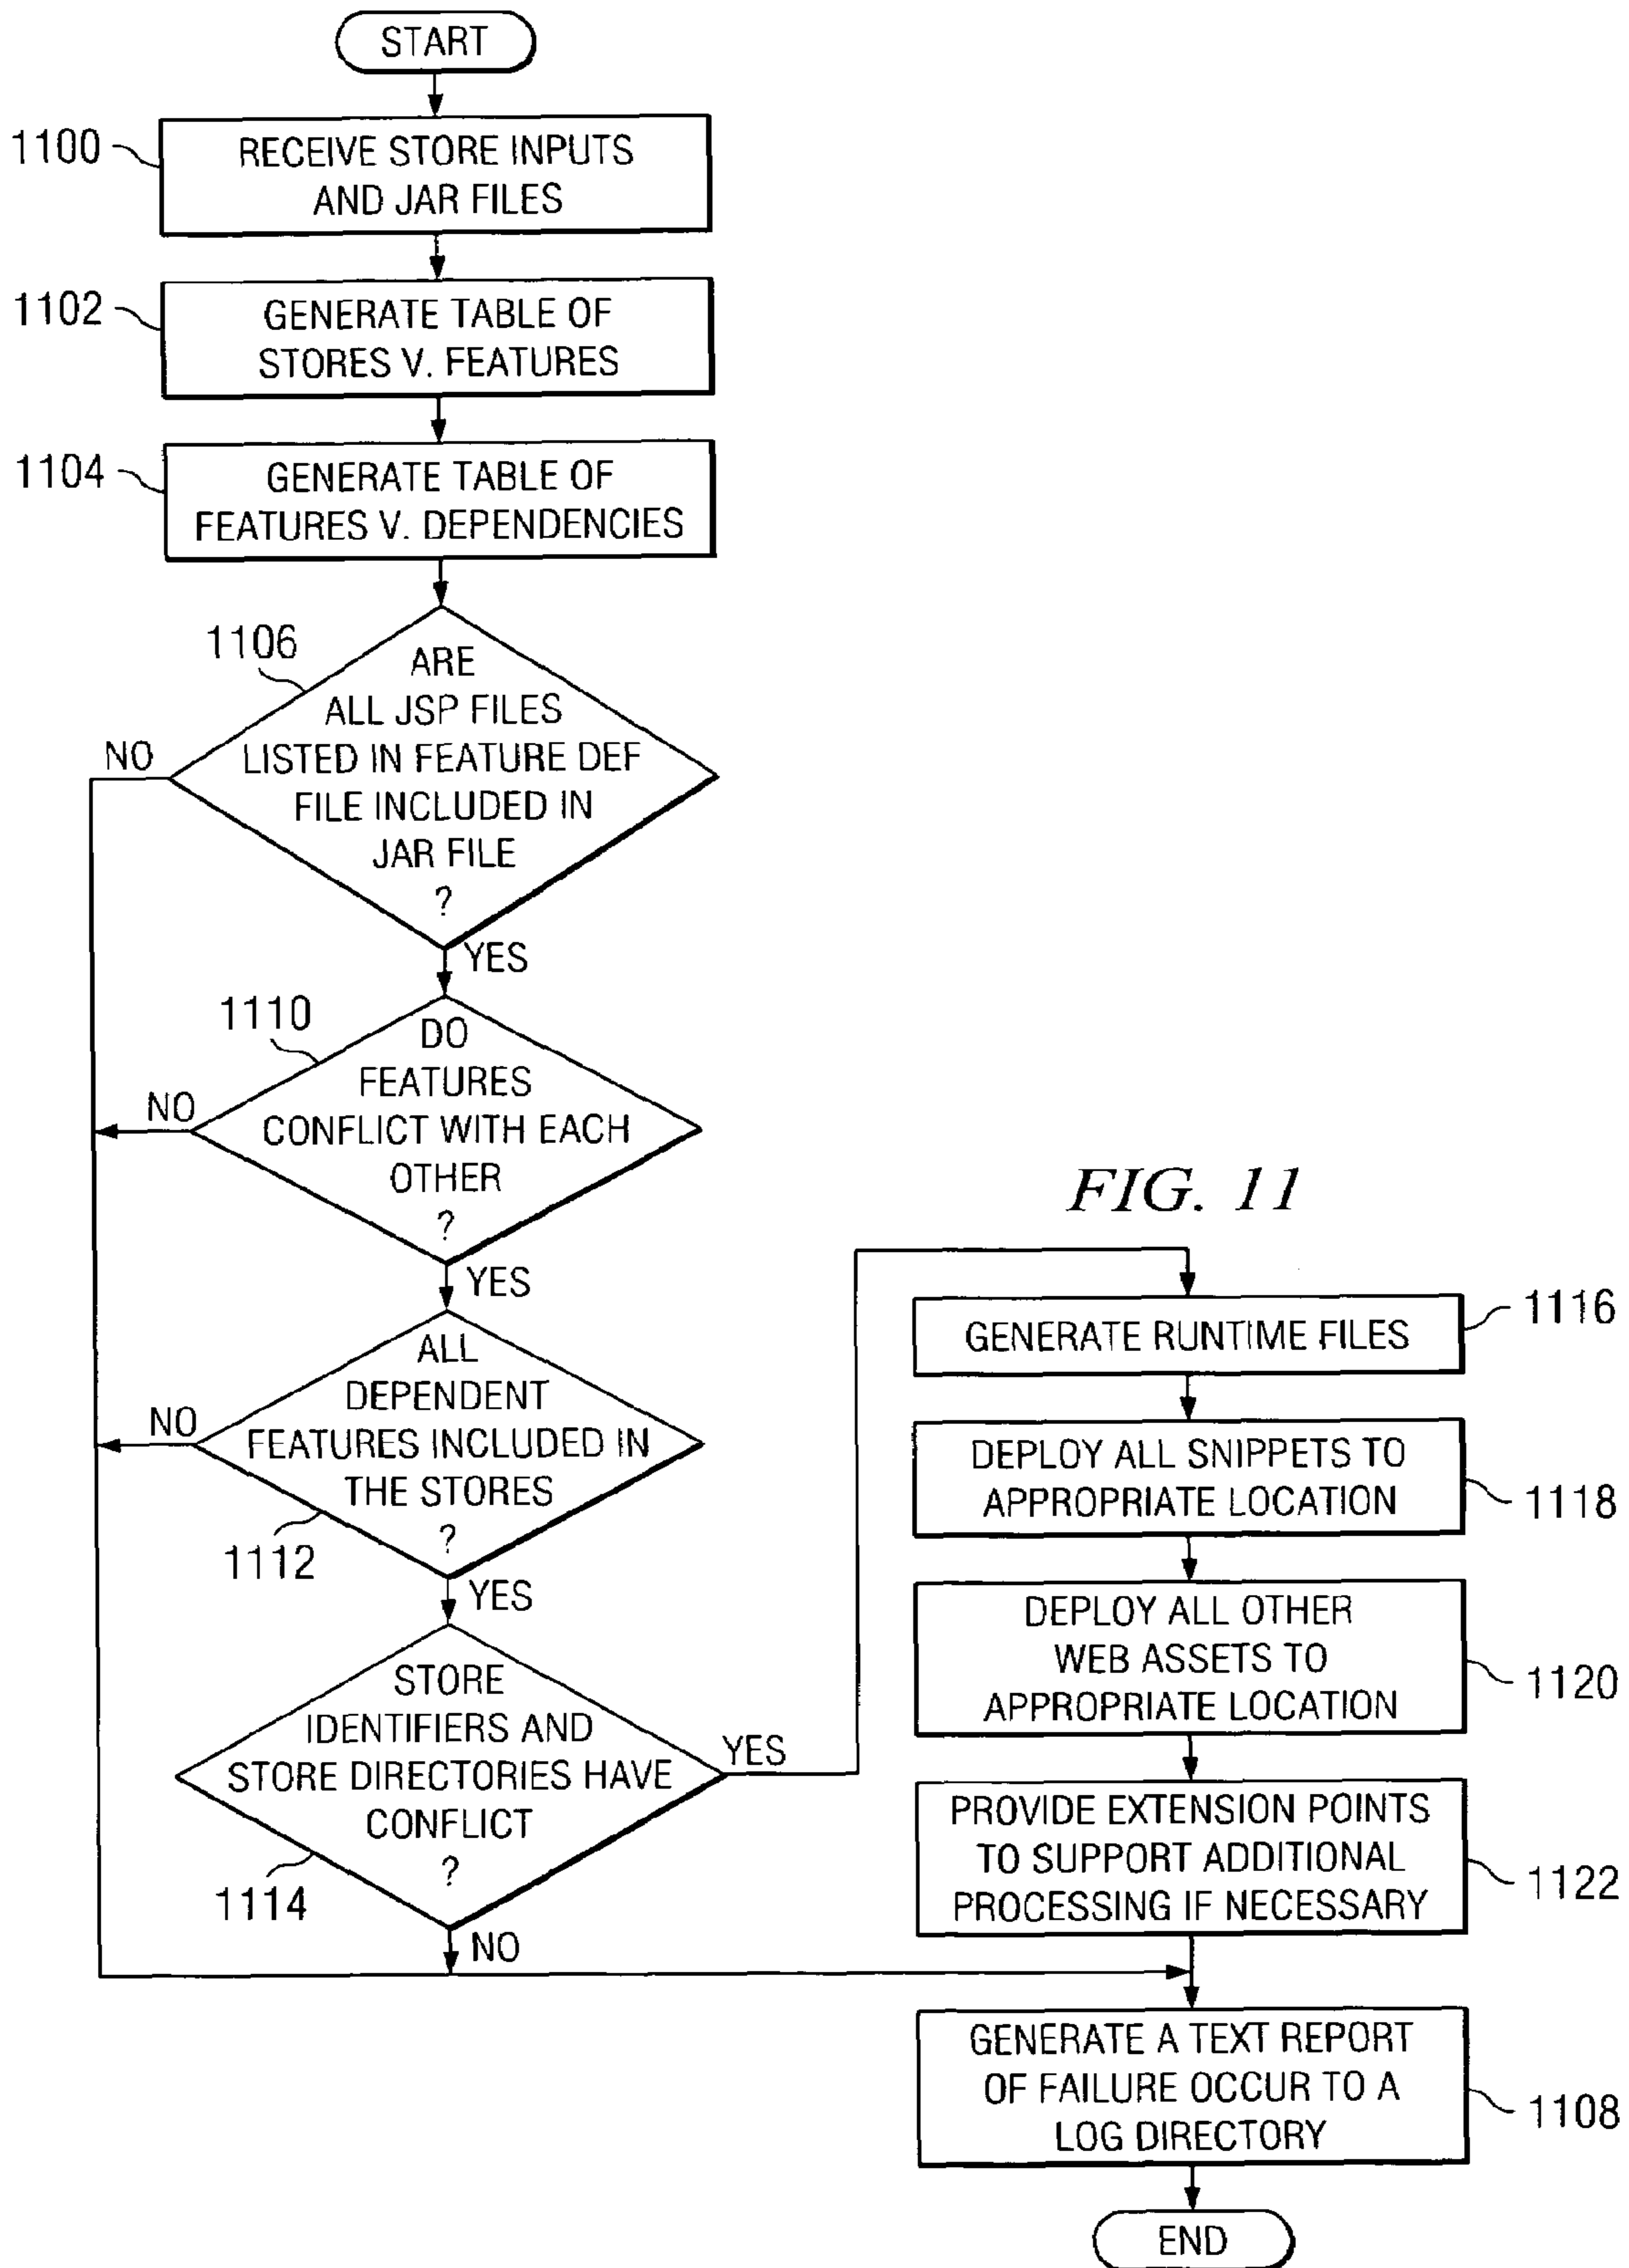 START
1100
RECEIVE STORE INPUTS
AND JAR FILES
1102
GENERATE TABLE OF
STORES V. FEATURES
1104
GENERATE TABLE OF
FEATURES V. DEPENDENCIES
1106
ARE
ALL JSP FILES
LISTED IN FEATURE DEF
FILE INCLUDED IN
JAR FILE
?
NO
YES
1110
DO
FEATURES
CONFLICT WITH EACH
OTHER
?
NO
YES
ALL
DEPENDENT
FEATURES INCLUDED IN
THE STORES
?
NO
1112
YES
STORE
IDENTIFIERS AND
STORE DIRECTORIES HAVE
CONFLICT
?
YES
1114
NO
FIG. 11
GENERATE RUNTIME FILES
1116
DEPLOY ALL SNIPPETS TO
APPROPRIATE LOCATION
1118
DEPLOY ALL OTHER
WEB ASSETS TO
APPROPRIATE LOCATION
1120
PROVIDE EXTENSION POINTS
TO SUPPORT ADDITIONAL
PROCESSING IF NECESSARY
1122
GENERATE A TEXT REPORT
OF FAILURE OCCUR TO A
LOG DIRECTORY
1108
END